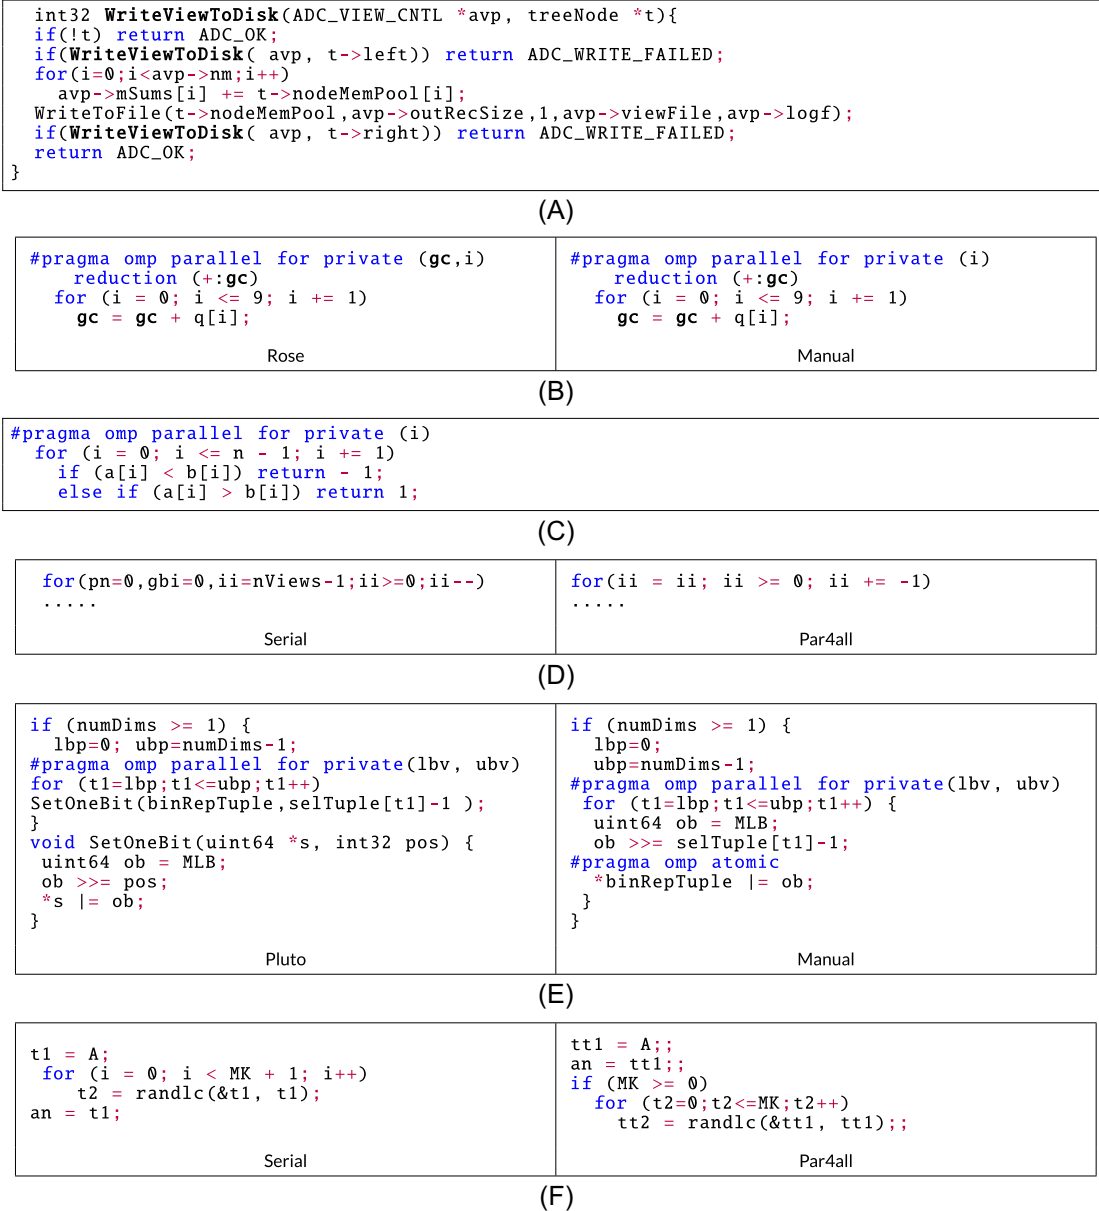 int32 WriteViewToDisk(ADC_VIEW_CNTL *avp, treeNode *t){
if(!t) return ADC_OK;
if(WriteViewToDisk( avp, t->left)) return ADC_WRITE_FAILED;
for(i=0;i<avp->nm;i++)
avp->mSums[i] += t->nodeMemPool[i];
WriteToFile(t->nodeMemPool,avp->outRecSize,1,avp->viewFile,avp->logf);
if(WriteViewToDisk( avp, t->right)) return ADC_WRITE_FAILED;
return ADC_OK;
}
(A)
#pragma omp parallel for private (gc,i)
reduction (+:gc)
for (i = 0; i <= 9; i += 1)
gc = gc + q[i];
Rose
#pragma omp parallel for private (i)
reduction (+:gc)
for (i = 0; i <= 9; i += 1)
gc = gc + q[i];
Manual
(B)
#pragma omp parallel for private (i)
for (i = 0; i <= n - 1; i += 1)
if (a[i] < b[i]) return - 1;
else if (a[i] > b[i]) return 1;
(C)
for(pn=0,gbi=0,ii=nViews-1;ii>=0;ii--)
.....
Serial
for(ii = ii; ii >= 0; ii += -1)
.....
Par4all
(D)
if (numDims >= 1) {
lbp=0; ubp=numDims-1;
#pragma omp parallel for private(lbv, ubv)
for (t1=lbp;t1<=ubp;t1++)
SetOneBit(binRepTuple,selTuple[t1]-1 );
}
void SetOneBit(uint64 *s, int32 pos) {
uint64 ob = MLB;
ob >>= pos;
*s |= ob;
}
Pluto
if (numDims >= 1) {
lbp=0;
ubp=numDims-1;
#pragma omp parallel for private(lbv, ubv)
for (t1=lbp;t1<=ubp;t1++) {
uint64 ob = MLB;
ob >>= selTuple[t1]-1;
#pragma omp atomic
*binRepTuple |= ob;
}
}
Manual
(E)
t1 = A;
for (i = 0; i < MK + 1; i++)
t2 = randlc(&t1, t1);
an = t1;
Serial
tt1 = A;;
an = tt1;;
if (MK >= 0)
for (t2=0;t2<=MK;t2++)
tt2 = randlc(&tt1, tt1);;
Par4all
(F)